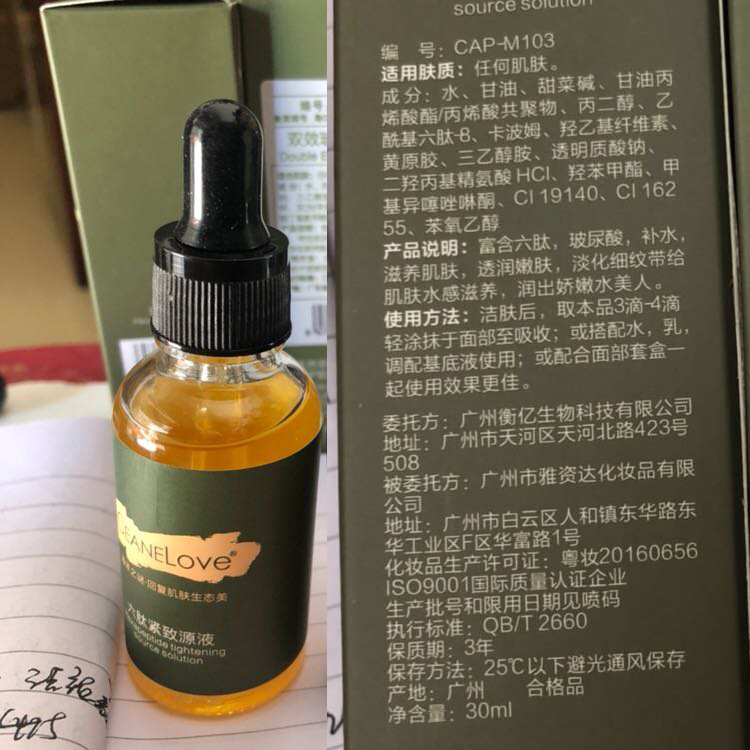 CLEANELOVE®
回复肌肤生态美
六肽紧致源液
Hexapeptide tightening
source solution
双效
Double E
source solution
编 号：CAP-M103
适用肤质：任何肌肤。
成 分：水、甘油、甜菜碱、甘油丙
烯酸酯/丙烯酸共聚物、丙二醇、乙
酰基六肽-8、卡波姆、羟乙基纤维素、
黄原胶、三乙醇胺、透明质酸钠、
二羟丙基精氨酸 HCI、羟苯甲酯、甲
基异噻唑啉酮、CI 19140、CI 162
55、苯氧乙醇
产品说明：富含六肽，玻尿酸，补水，
滋养肌肤，透润嫩肤，淡化细纹带给
肌肤水感滋养，润出娇嫩水美人。
使用方法：洁肤后，取本品3滴-4滴
轻涂抹于面部至吸收；或搭配水，乳，
调配基底液使用；或配合面部套盒一
起使用效果更佳。
委托方：广州衡亿生物科技有限公司
地址：广州市天河区天河北路423号
508
被委托方：广州市雅资达化妆品有限
公司
地址：广州市白云区人和镇东华路东
华工业区F区华富路1号
化妆品生产许可证：粤妆20160656
ISO9001国际质量认证企业
生产批号和限用日期见喷码
执行标准：QB/T 2660
保质期：3年
保存方法：25℃以下避光通风保存
产地：广州 合格品
净含量：30ml